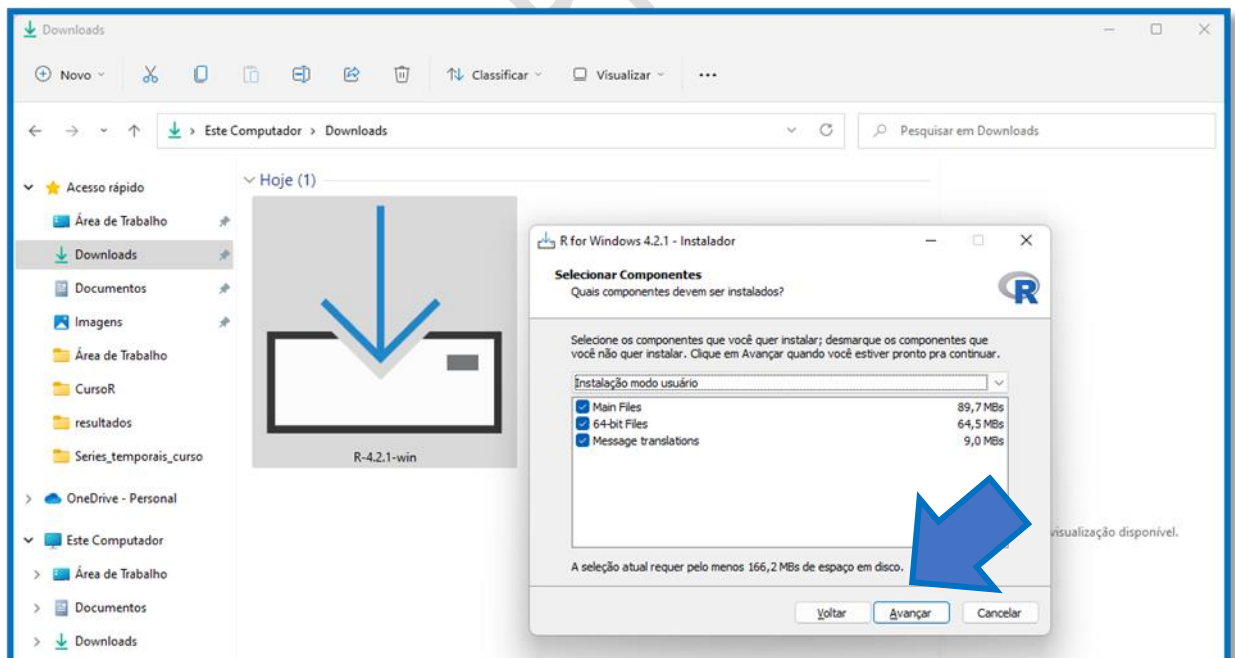 Downloads
Novo
Classificar
Visualizar
Este Computador > Downloads
Pesquisar em Downloads
Acesso rápido
Área de Trabalho
Downloads
Documentos
Imagens
Área de Trabalho
CursoR
resultados
Series_temporais_curso
OneDrive - Personal
Este Computador
Área de Trabalho
Documentos
Downloads
Hoje (1)
R-4.2.1-win
R for Windows 4.2.1 - Instalador
Selecionar Componentes
Quais componentes devem ser instalados?
R
Selecione os componentes que você quer instalar; desmarque os componentes que
você não quer instalar. Clique em Avançar quando você estiver pronto pra continuar.
Instalação modo usuário
Main Files 89,7 MBs
64-bit Files 64,5 MBs
Message translations 9,0 MBs
A seleção atual requer pelo menos 166,2 MBs de espaço em disco.
Voltar Avançar Cancelar
visualização disponível.